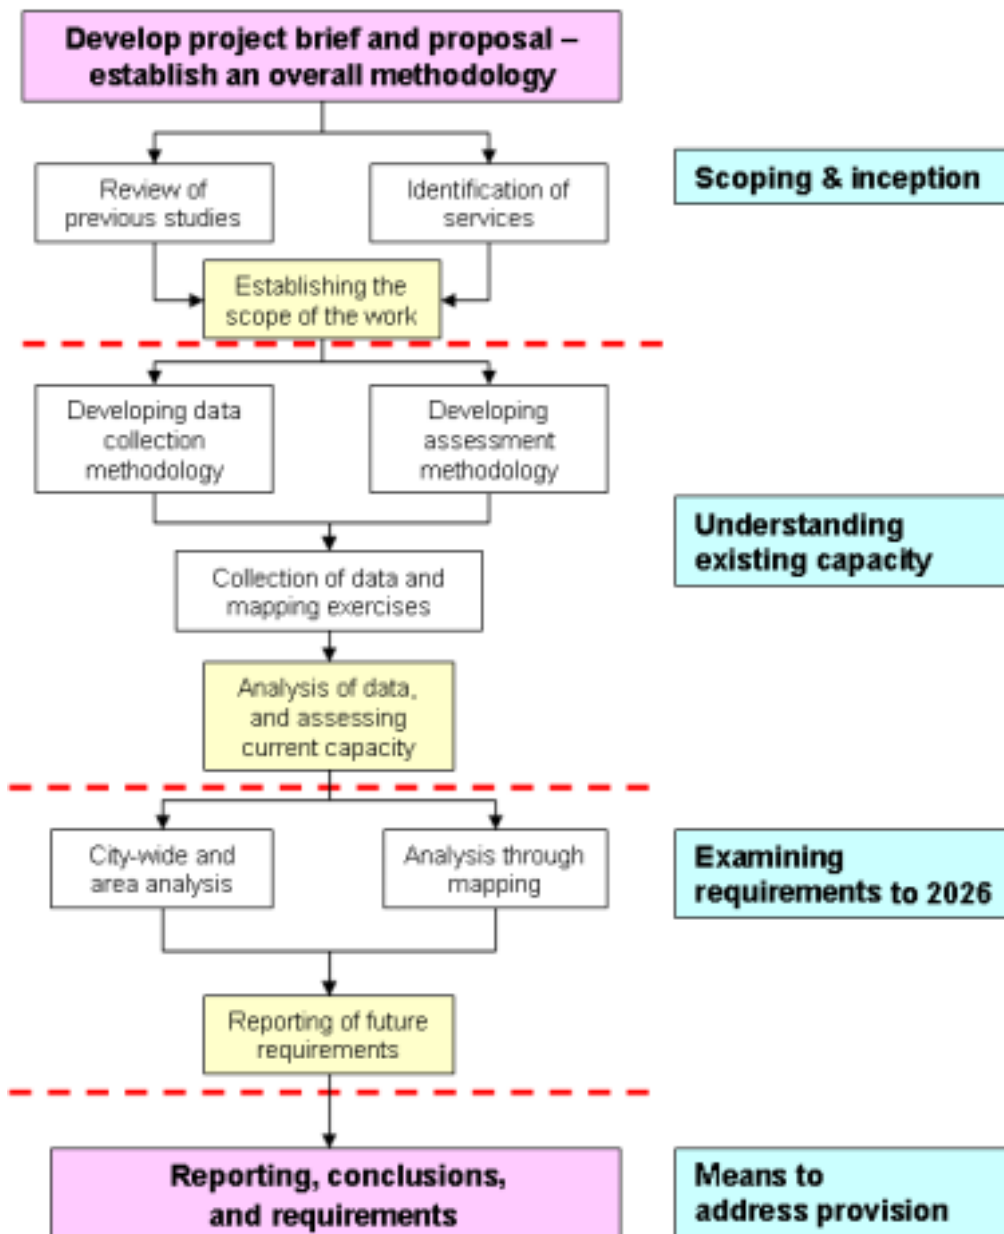 Develop project brief and proposal –
establish an overall methodology
Review of
previous studies
Identification of
services
Scoping & inception
Establishing the
scope of the work
Developing data
collection
methodology
Developing
assessment
methodology
Understanding
existing capacity
Collection of data and
mapping exercises
Analysis of data,
and assessing
current capacity
City-wide and
area analysis
Analysis through
mapping
Examining
requirements to 2026
Reporting of future
requirements
Reporting, conclusions,
and requirements
Means to
address provision